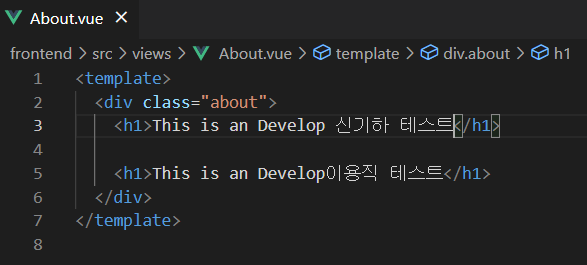 About.vue ×
frontend > src > views > About.vue > template > div.about > h1
1 <template>
2 <div class="about">
3 <h1>This is an Develop 신기하 테스트</h1>
4
5 <h1>This is an Develop이용직 테스트</h1>
6 </div>
7 </template>
8